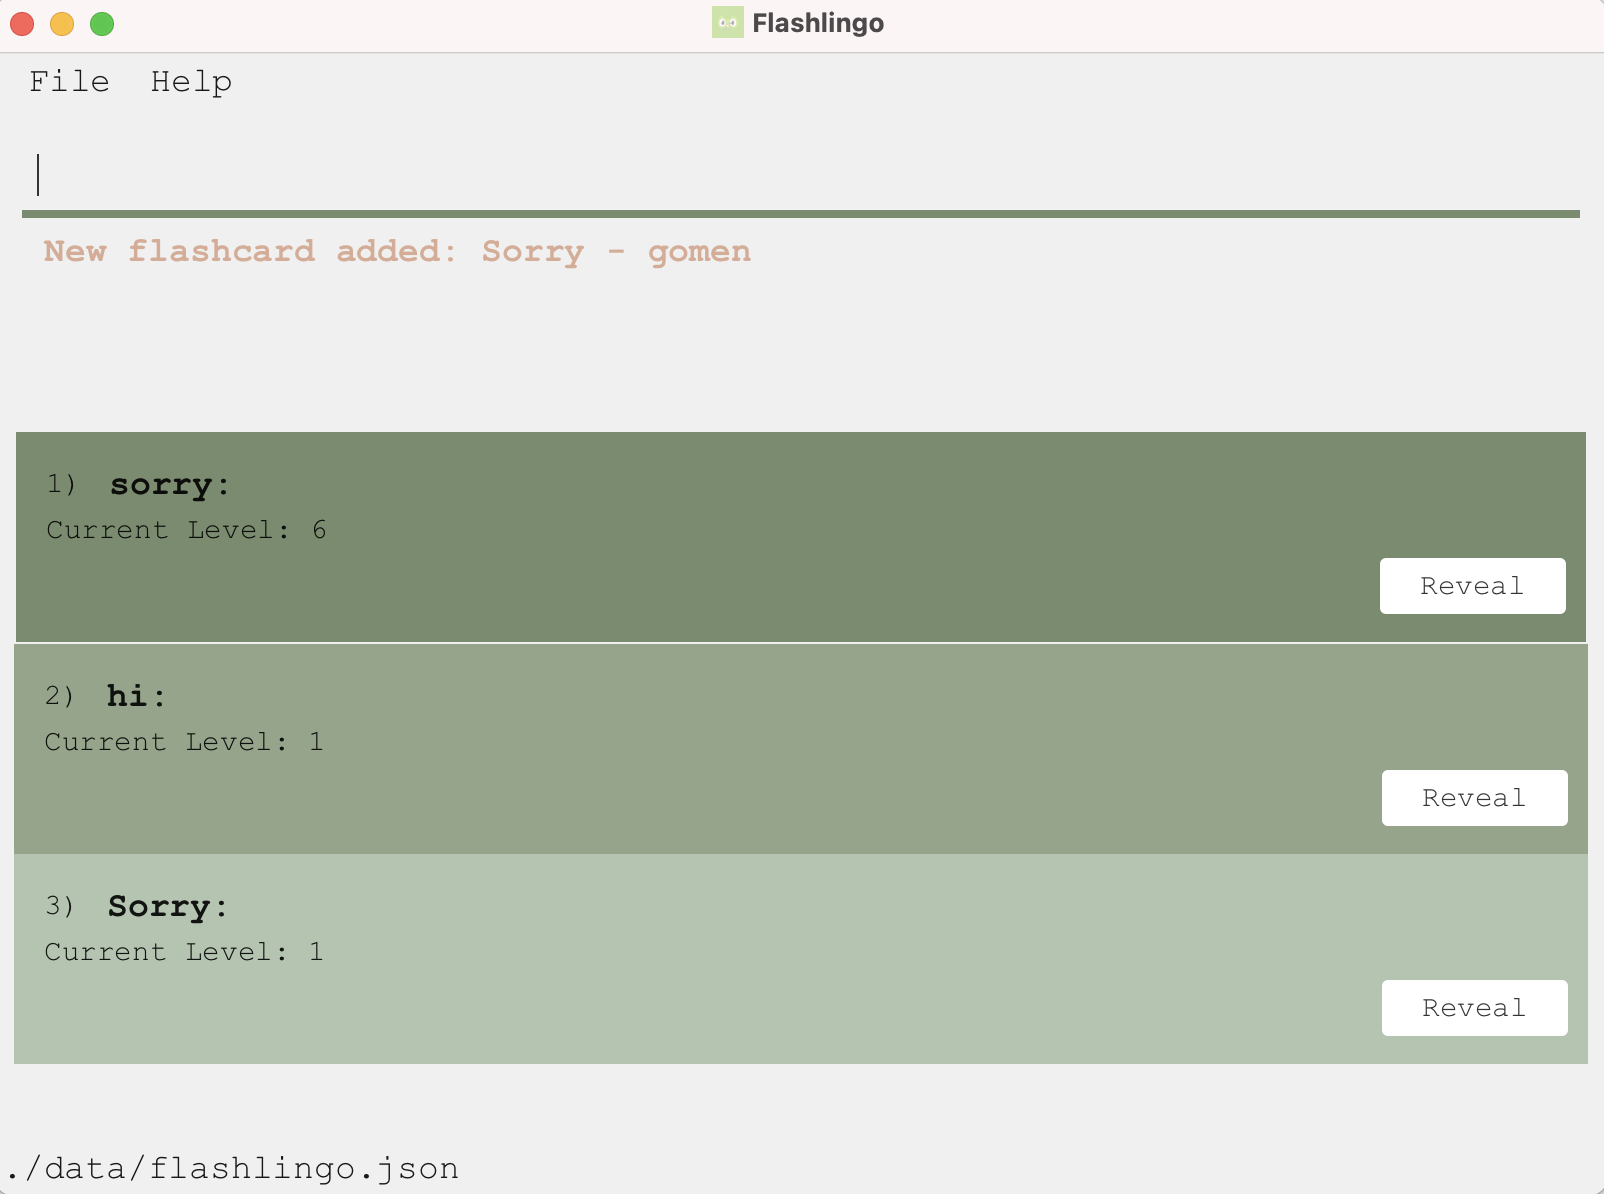 Flashlingo
File Help
New flashcard added: Sorry - gomen
1) sorry:
Current Level: 6
Reveal
2) hi:
Current Level: 1
Reveal
3) Sorry:
Current Level: 1
Reveal
./data/flashlingo.json